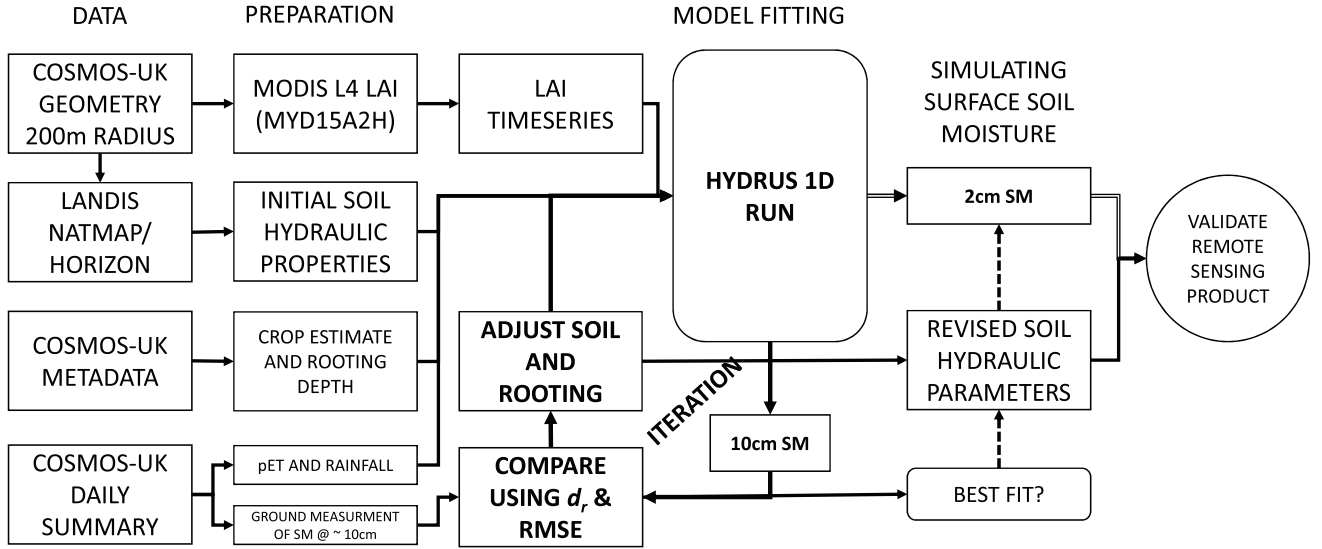 DATA
PREPARATION
MODEL FITTING
COSMOS-UK
GEOMETRY
200m RADIUS
MODIS L4 LAI
(MYD15A2H)
LAI
TIMESERIES
SIMULATING
SURFACE SOIL
MOISTURE
LANDIS
NATMAP/
HORIZON
INITIAL SOIL
HYDRAULIC
PROPERTIES
HYDRUS 1D
RUN
2cm SM
VALIDATE
REMOTE
SENSING
PRODUCT
COSMOS-UK
METADATA
CROP ESTIMATE
AND ROOTING
DEPTH
ADJUST SOIL
AND
ROOTING
REVISED SOIL
HYDRAULIC
PARAMETERS
ITERATION
10cm SM
COSMOS-UK
DAILY
SUMMARY
pET AND RAINFALL
GROUND MEASURMENT
OF SM @ ~ 10cm
COMPARE
USING dr &
RMSE
BEST FIT?